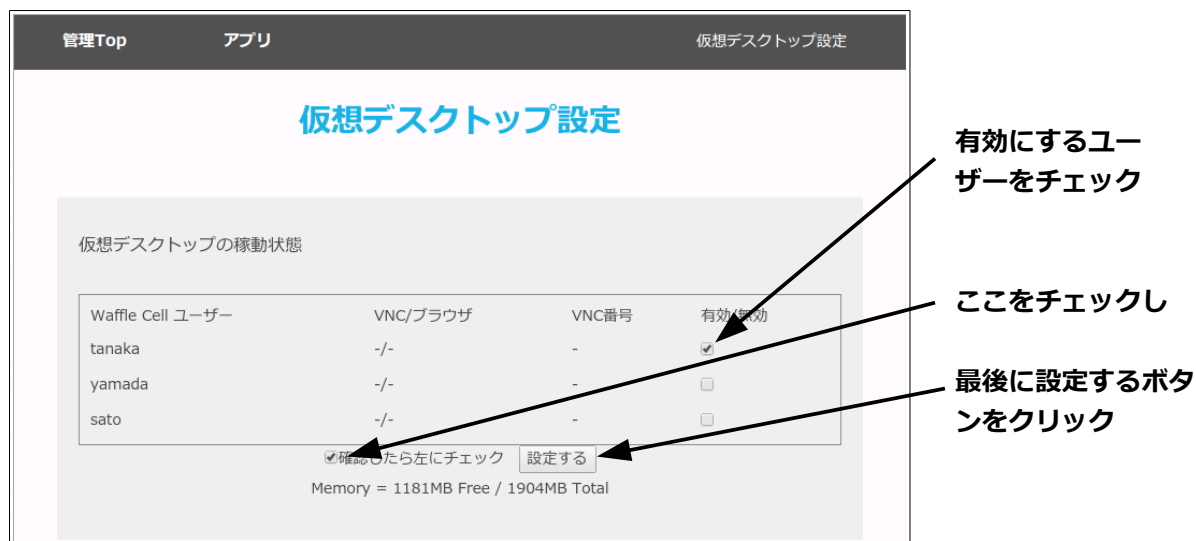 管理Top アプリ 仮想デスクトップ設定
仮想デスクトップ設定
有効にするユー
ザーをチェック
仮想デスクトップの稼動状態
Waffle Cell ユーザー VNC/ブラウザ VNC番号 有効/無効
ここをチェックし
tanaka -/- -
yamada -/- -
sato -/- -
最後に設定するボタ
ンをクリック
確認したら左にチェック 設定する
Memory = 1181MB Free / 1904MB Total